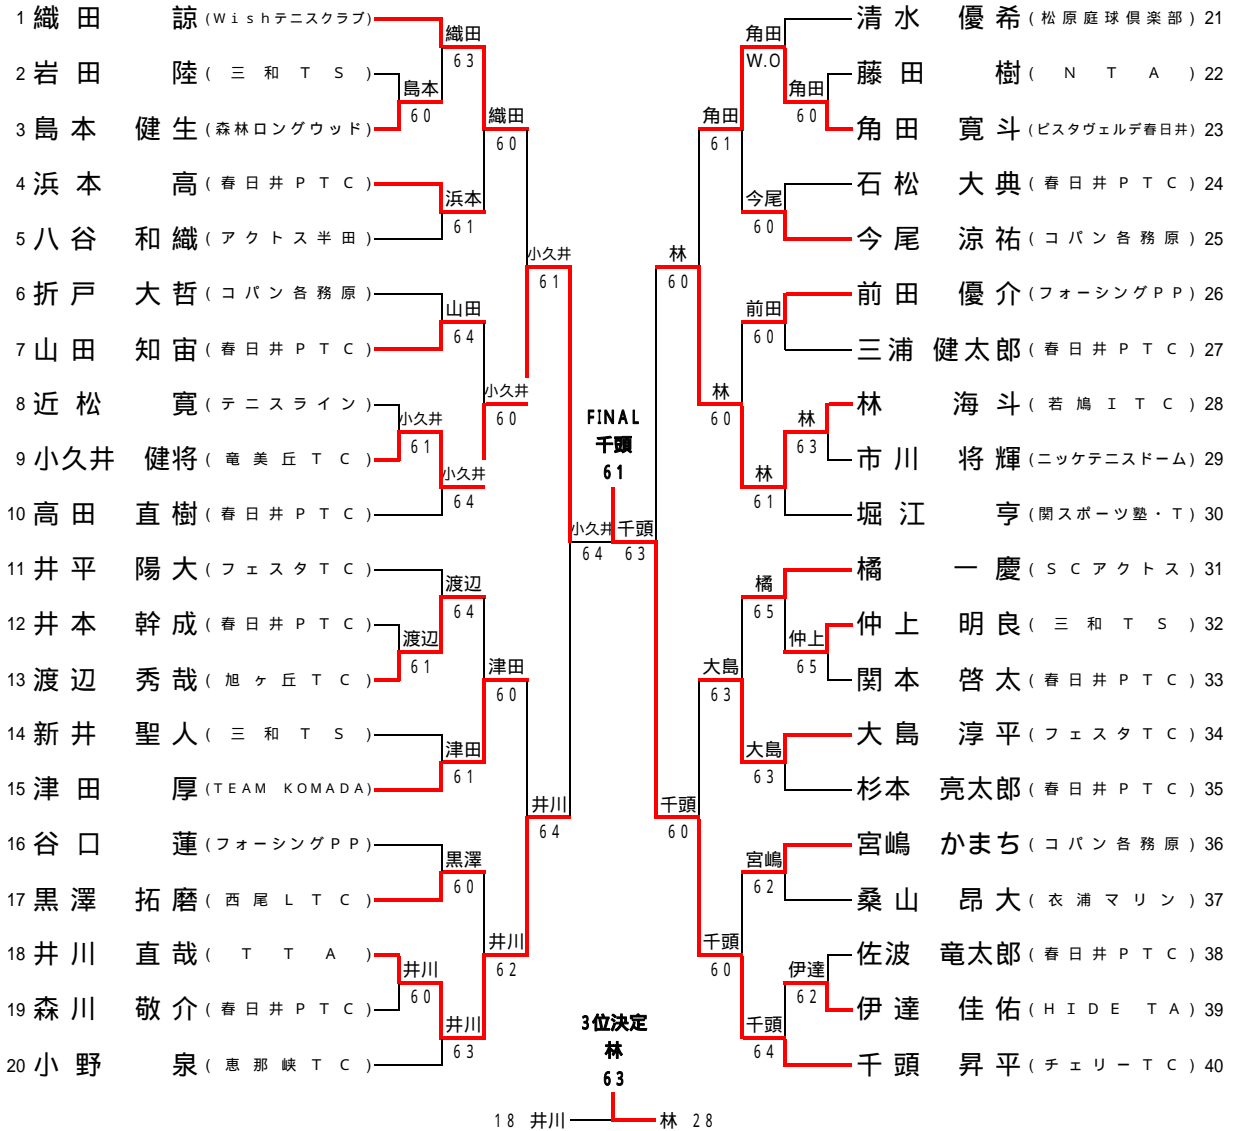 1 織田 諒 (Wishテニスクラブ)
2 岩田 陸 (三和TS)
3 島本 健生 (森林ロングウッド)
4 浜本 高 (春日井PTC)
5 八谷 和織 (アクトス半田)
6 折戸 大哲 (コパン各務原)
7 山田 知宙 (春日井PTC)
8 近松 寛 (テニスライン)
9 小久井 健将 (竜美丘TC)
10 高田 直樹 (春日井PTC)
11 井平 陽大 (フェスタTC)
12 井本 幹成 (春日井PTC)
13 渡辺 秀哉 (旭ヶ丘TC)
14 新井 聖人 (三和TS)
15 津田 厚 (TEAM KOMADA)
16 谷口 蓮 (フォーシングPP)
17 黒澤 拓磨 (西尾LTC)
18 井川 直哉 (TTA)
19 森川 敬介 (春日井PTC)
20 小野 泉 (恵那峡TC)
島本
60
小久井
61
渡辺
61
井川
60
織田
63
浜本
61
山田
64
小久井
64
渡辺
64
津田
61
黒澤
60
井川
63
織田
60
小久井
60
津田
60
井川
62
小久井
61
井川
64
小久井
64
FINAL
千頭
61
千頭
63
3位決定
林
63
18 井川
林 28
林
60
千頭
60
角田
61
林
60
大島
63
千頭
60
角田
W.O
今尾
60
前田
60
林
61
橘
65
大島
63
宮嶋
62
千頭
64
角田
60
林
63
仲上
65
伊達
62
清水 優希 (松原庭球倶楽部) 21
藤田 樹 (NTA) 22
角田 寛斗 (ビスタヴェルデ春日井) 23
石松 大典 (春日井PTC) 24
今尾 涼祐 (コパン各務原) 25
前田 優介 (フォーシングPP) 26
三浦 健太郎 (春日井PTC) 27
林 海斗 (若鳩ITC) 28
市川 将輝 (ニッケテニスドーム) 29
堀江 亨 (関スポーツ塾・T) 30
橘 一慶 (SCアクトス) 31
仲上 明良 (三和TS) 32
関本 啓太 (春日井PTC) 33
大島 淳平 (フェスタTC) 34
杉本 亮太郎 (春日井PTC) 35
宮嶋 かまち (コパン各務原) 36
桑山 昂大 (衣浦マリン) 37
佐波 竜太郎 (春日井PTC) 38
伊達 佳佑 (HIDE TA) 39
千頭 昇平 (チェリーTC) 40